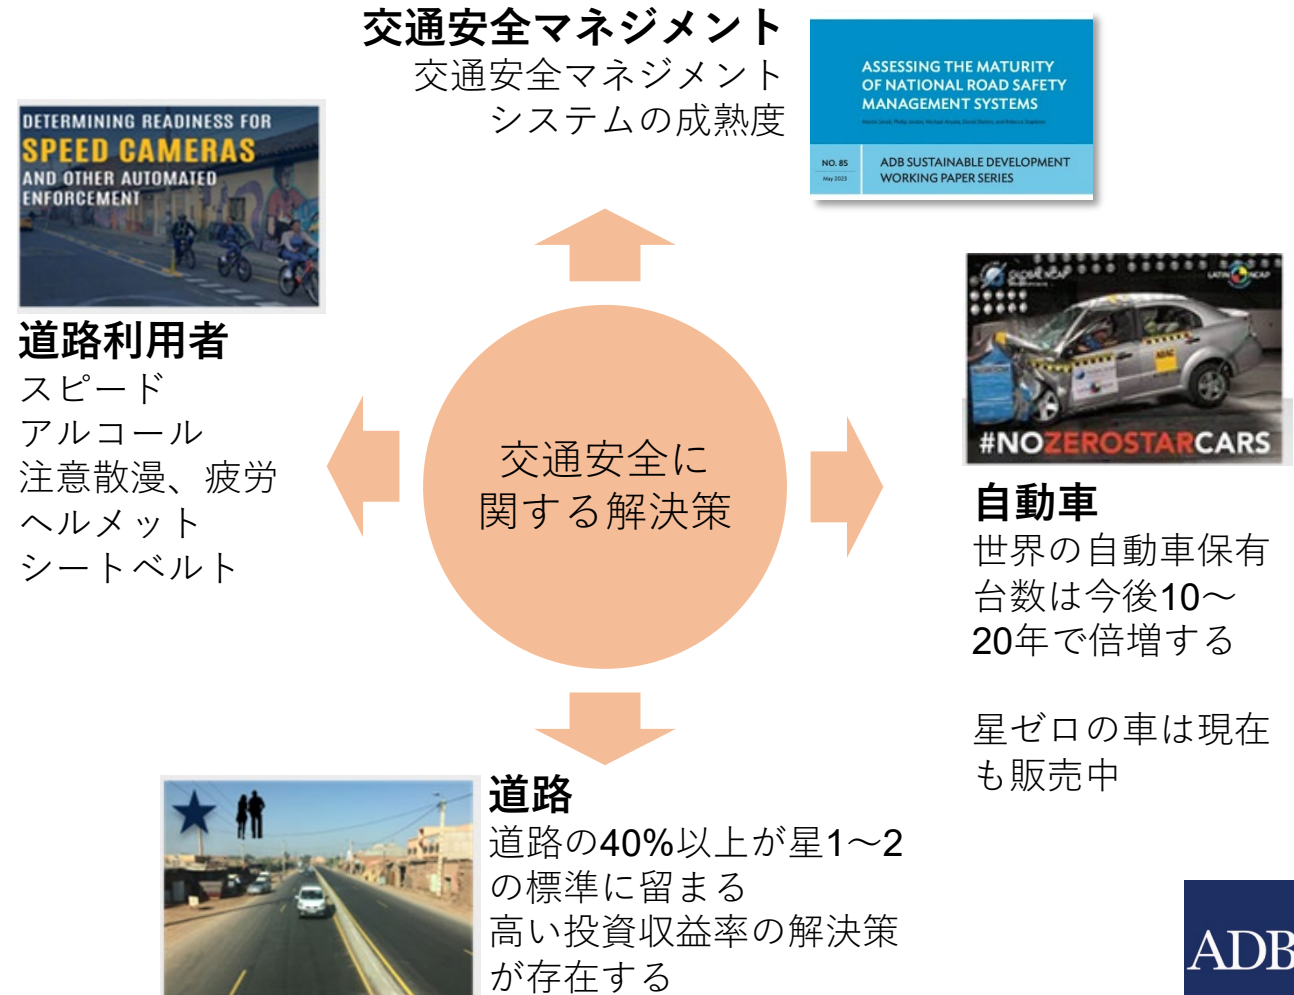 交通安全マネジメント
交通安全マネジメント
システムの成熟度
ASSESSING THE MATURITY
OF NATIONAL ROAD SAFETY
MANAGEMENT SYSTEMS
NO. 85
May 2023
ADB SUSTAINABLE DEVELOPMENT
WORKING PAPER SERIES
DETERMINING READINESS FOR
SPEED CAMERAS
AND OTHER AUTOMATED
ENFORCEMENT
道路利用者
スピード
アルコール
注意散漫、疲労
ヘルメット
シートベルト
交通安全に
関する解決策
GLOBAL NCAP
LATIN NCAP
ADAC
#NOZEROSTARCARS
自動車
世界の自動車保有
台数は今後10～
20年で倍増する
星ゼロの車は現在
も販売中
道路
道路の40%以上が星1～2
の標準に留まる
高い投資収益率の解決策
が存在する
ADB